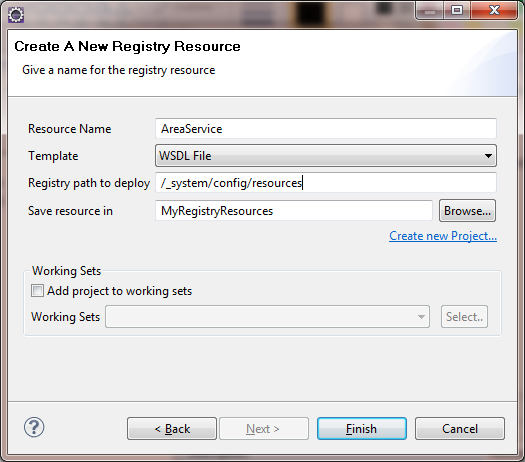 Create A New Registry Resource
Give a name for the registry resource
Resource Name AreaService
Template WSDL File
Registry path to deploy /_system/config/resources
Save resource in MyRegistryResources Browse...
Create new Project...
Working Sets
Add project to working sets
Working Sets Select..
? < Back Next > Finish Cancel